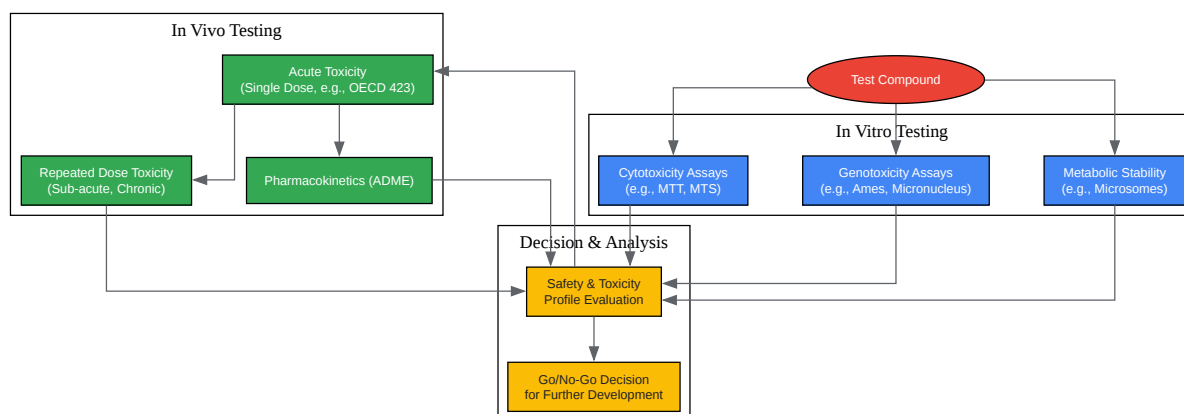 In Vivo Testing
Acute Toxicity
(Single Dose, e.g., OECD 423)
Repeated Dose Toxicity
(Sub-acute, Chronic)
Pharmacokinetics (ADME)
Test Compound
In Vitro Testing
Cytotoxicity Assays
(e.g., MTT, MTS)
Genotoxicity Assays
(e.g., Ames, Micronucleus)
Metabolic Stability
(e.g., Microsomes)
Decision & Analysis
Safety & Toxicity
Profile Evaluation
Go/No-Go Decision
for Further Development